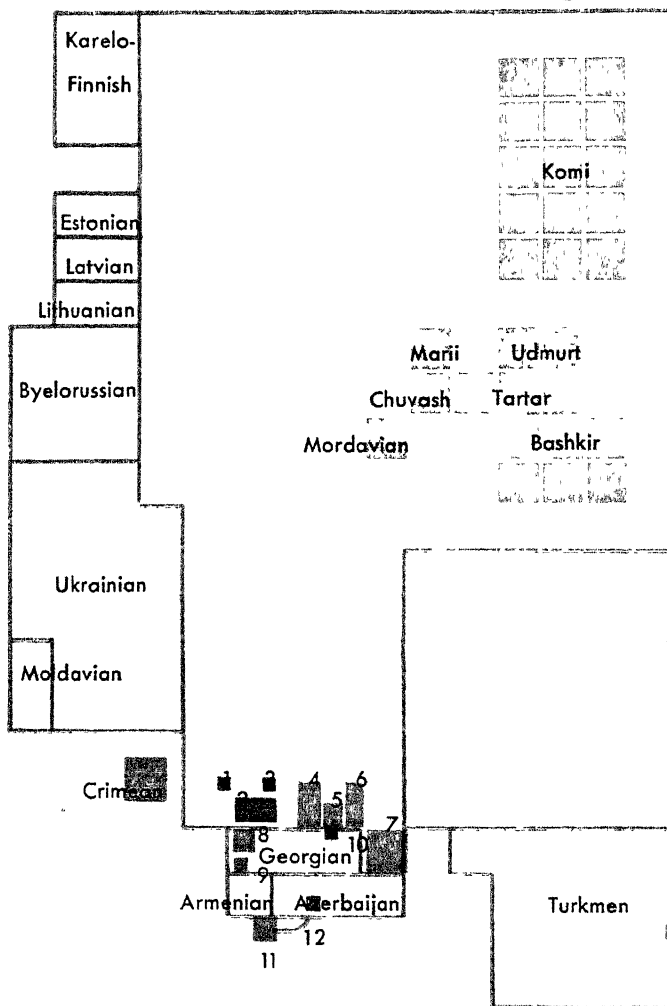 Karelo-
Finnish
Komi
Estonian
Latvian
Lithuanian
Marii Udmurt
Byelorussian
Chuvash Tartar
Mordavian Bashkir
Ukrainian
Moldavian
Crimean
1 2 3 4 5 6
7
8 Georgian 10
9
Armenian Azerbaijan Turkmen
12
11